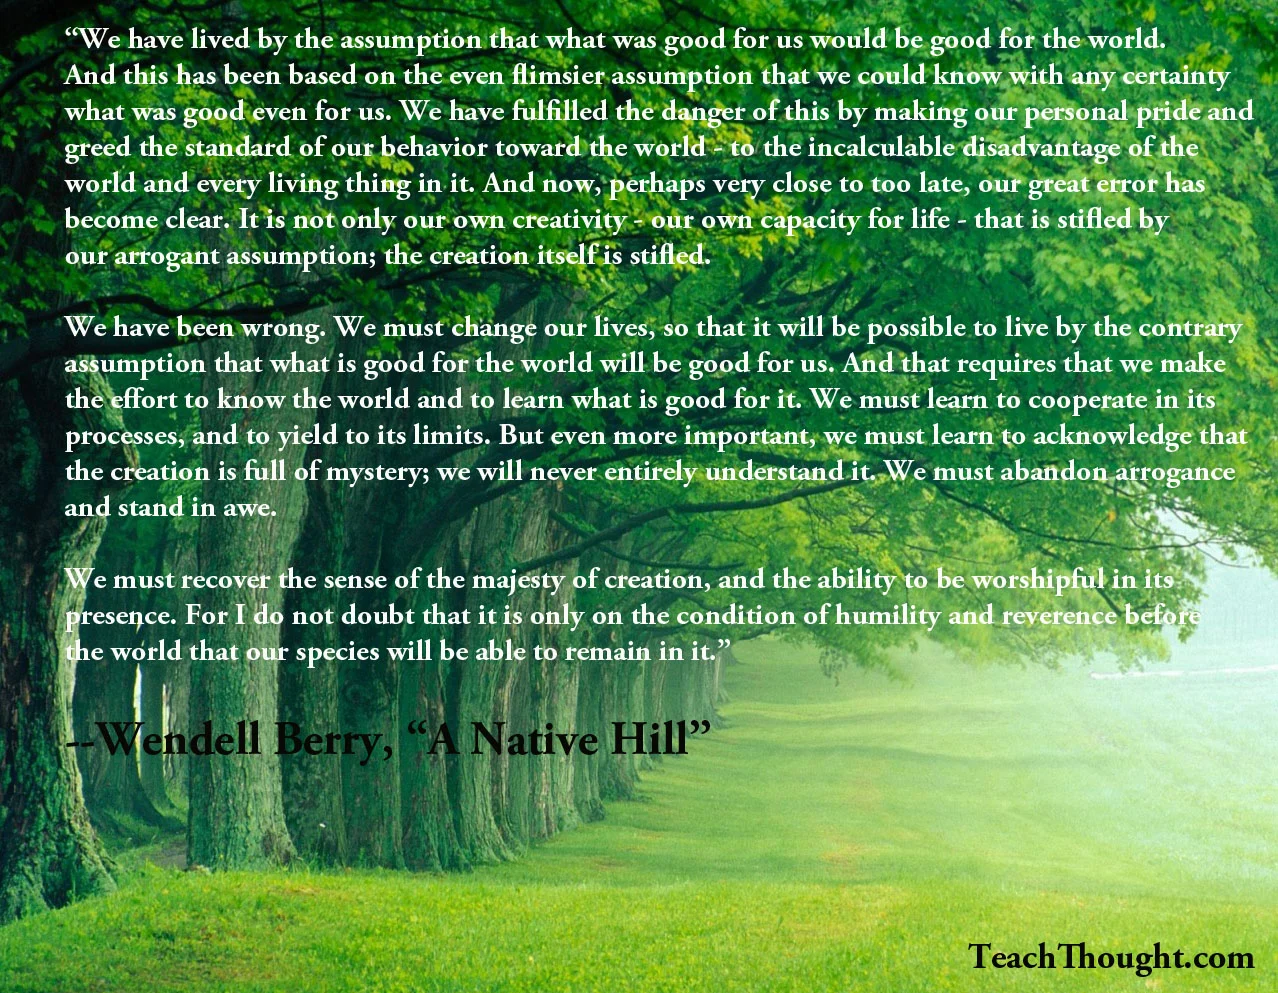 “We have lived by the assumption that what was good for us would be good for the world.
And this has been based on the even flimsier assumption that we could know with any certainty
what was good even for us. We have fulfilled the danger of this by making our personal pride and
greed the standard of our behavior toward the world - to the incalculable disadvantage of the
world and every living thing in it. And now, perhaps very close to too late, our great error has
become clear. It is not only our own creativity - our own capacity for life - that is stifled by
our arrogant assumption; the creation itself is stifled.
We have been wrong. We must change our lives, so that it will be possible to live by the contrary
assumption that what is good for the world will be good for us. And that requires that we make
the effort to know the world and to learn what is good for it. We must learn to cooperate in its
processes, and to yield to its limits. But even more important, we must learn to acknowledge that
the creation is full of mystery; we will never entirely understand it. We must abandon arrogance
and stand in awe.
We must recover the sense of the majesty of creation, and the ability to be worshipful in its
presence. For I do not doubt that it is only on the condition of humility and reverence before
the world that our species will be able to remain in it.”
--Wendell Berry, “A Native Hill”
TeachThought.com